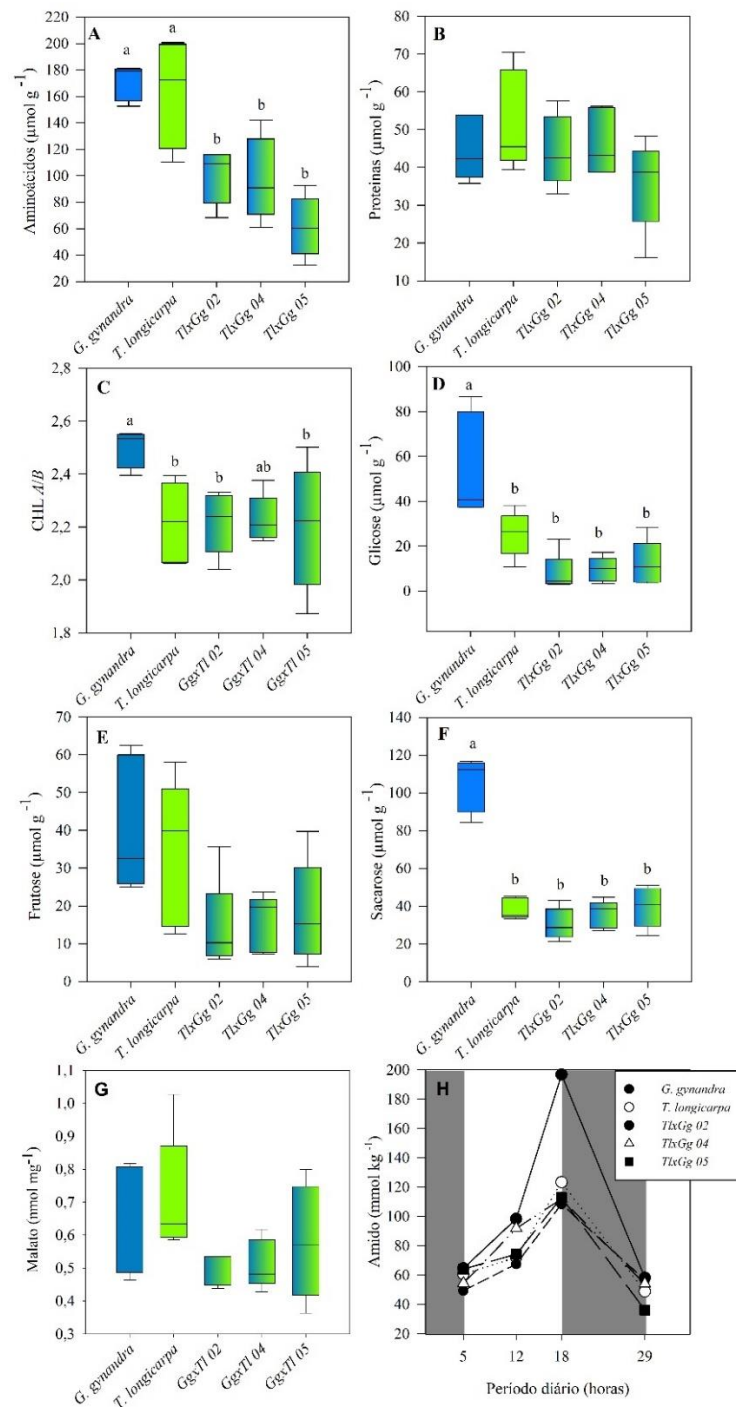 A
a
a
b
b
b
220
200
180
160
140
120
100
80
60
40
20
Aminoácidos (µmol g⁻¹)
G. gynandra
T. longicarpa
TlxGg 02
TlxGg 04
TlxGg 05
B
80
70
60
50
40
30
20
10
Proteínas (µmol g⁻¹)
G. gynandra
T. longicarpa
TlxGg 02
TlxGg 04
TlxGg 05
C
a
b
b
ab
b
2,8
2,6
2,4
2,2
2,0
1,8
CHL A/B
G. gynandra
T. longicarpa
GgxTl 02
GgxTl 04
GgxTl 05
D
a
b
b
b
b
100
80
60
40
20
0
Glicose (µmol g⁻¹)
G. gynandra
T. longicarpa
TlxGg 02
TlxGg 04
TlxGg 05
E
70
60
50
40
30
20
10
0
Frutose (µmol g⁻¹)
G. gynandra
T. longicarpa
TlxGg 02
TlxGg 04
TlxGg 05
F
a
b
b
b
b
140
120
100
80
60
40
20
0
Sacarose (µmol g⁻¹)
G. gynandra
T. longicarpa
TlxGg 02
TlxGg 04
TlxGg 05
G
1,1
1,0
0,9
0,8
0,7
0,6
0,5
0,4
0,3
Malato (mmol mg⁻¹)
G. gynandra
T. longicarpa
GgxTl 02
GgxTl 04
GgxTl 05
H
G. gynandra
T. longicarpa
TlxGg 02
TlxGg 04
TlxGg 05
200
180
160
140
120
100
80
60
40
20
Amido (mmol kg⁻¹)
5 12 18 29
Período diário (horas)